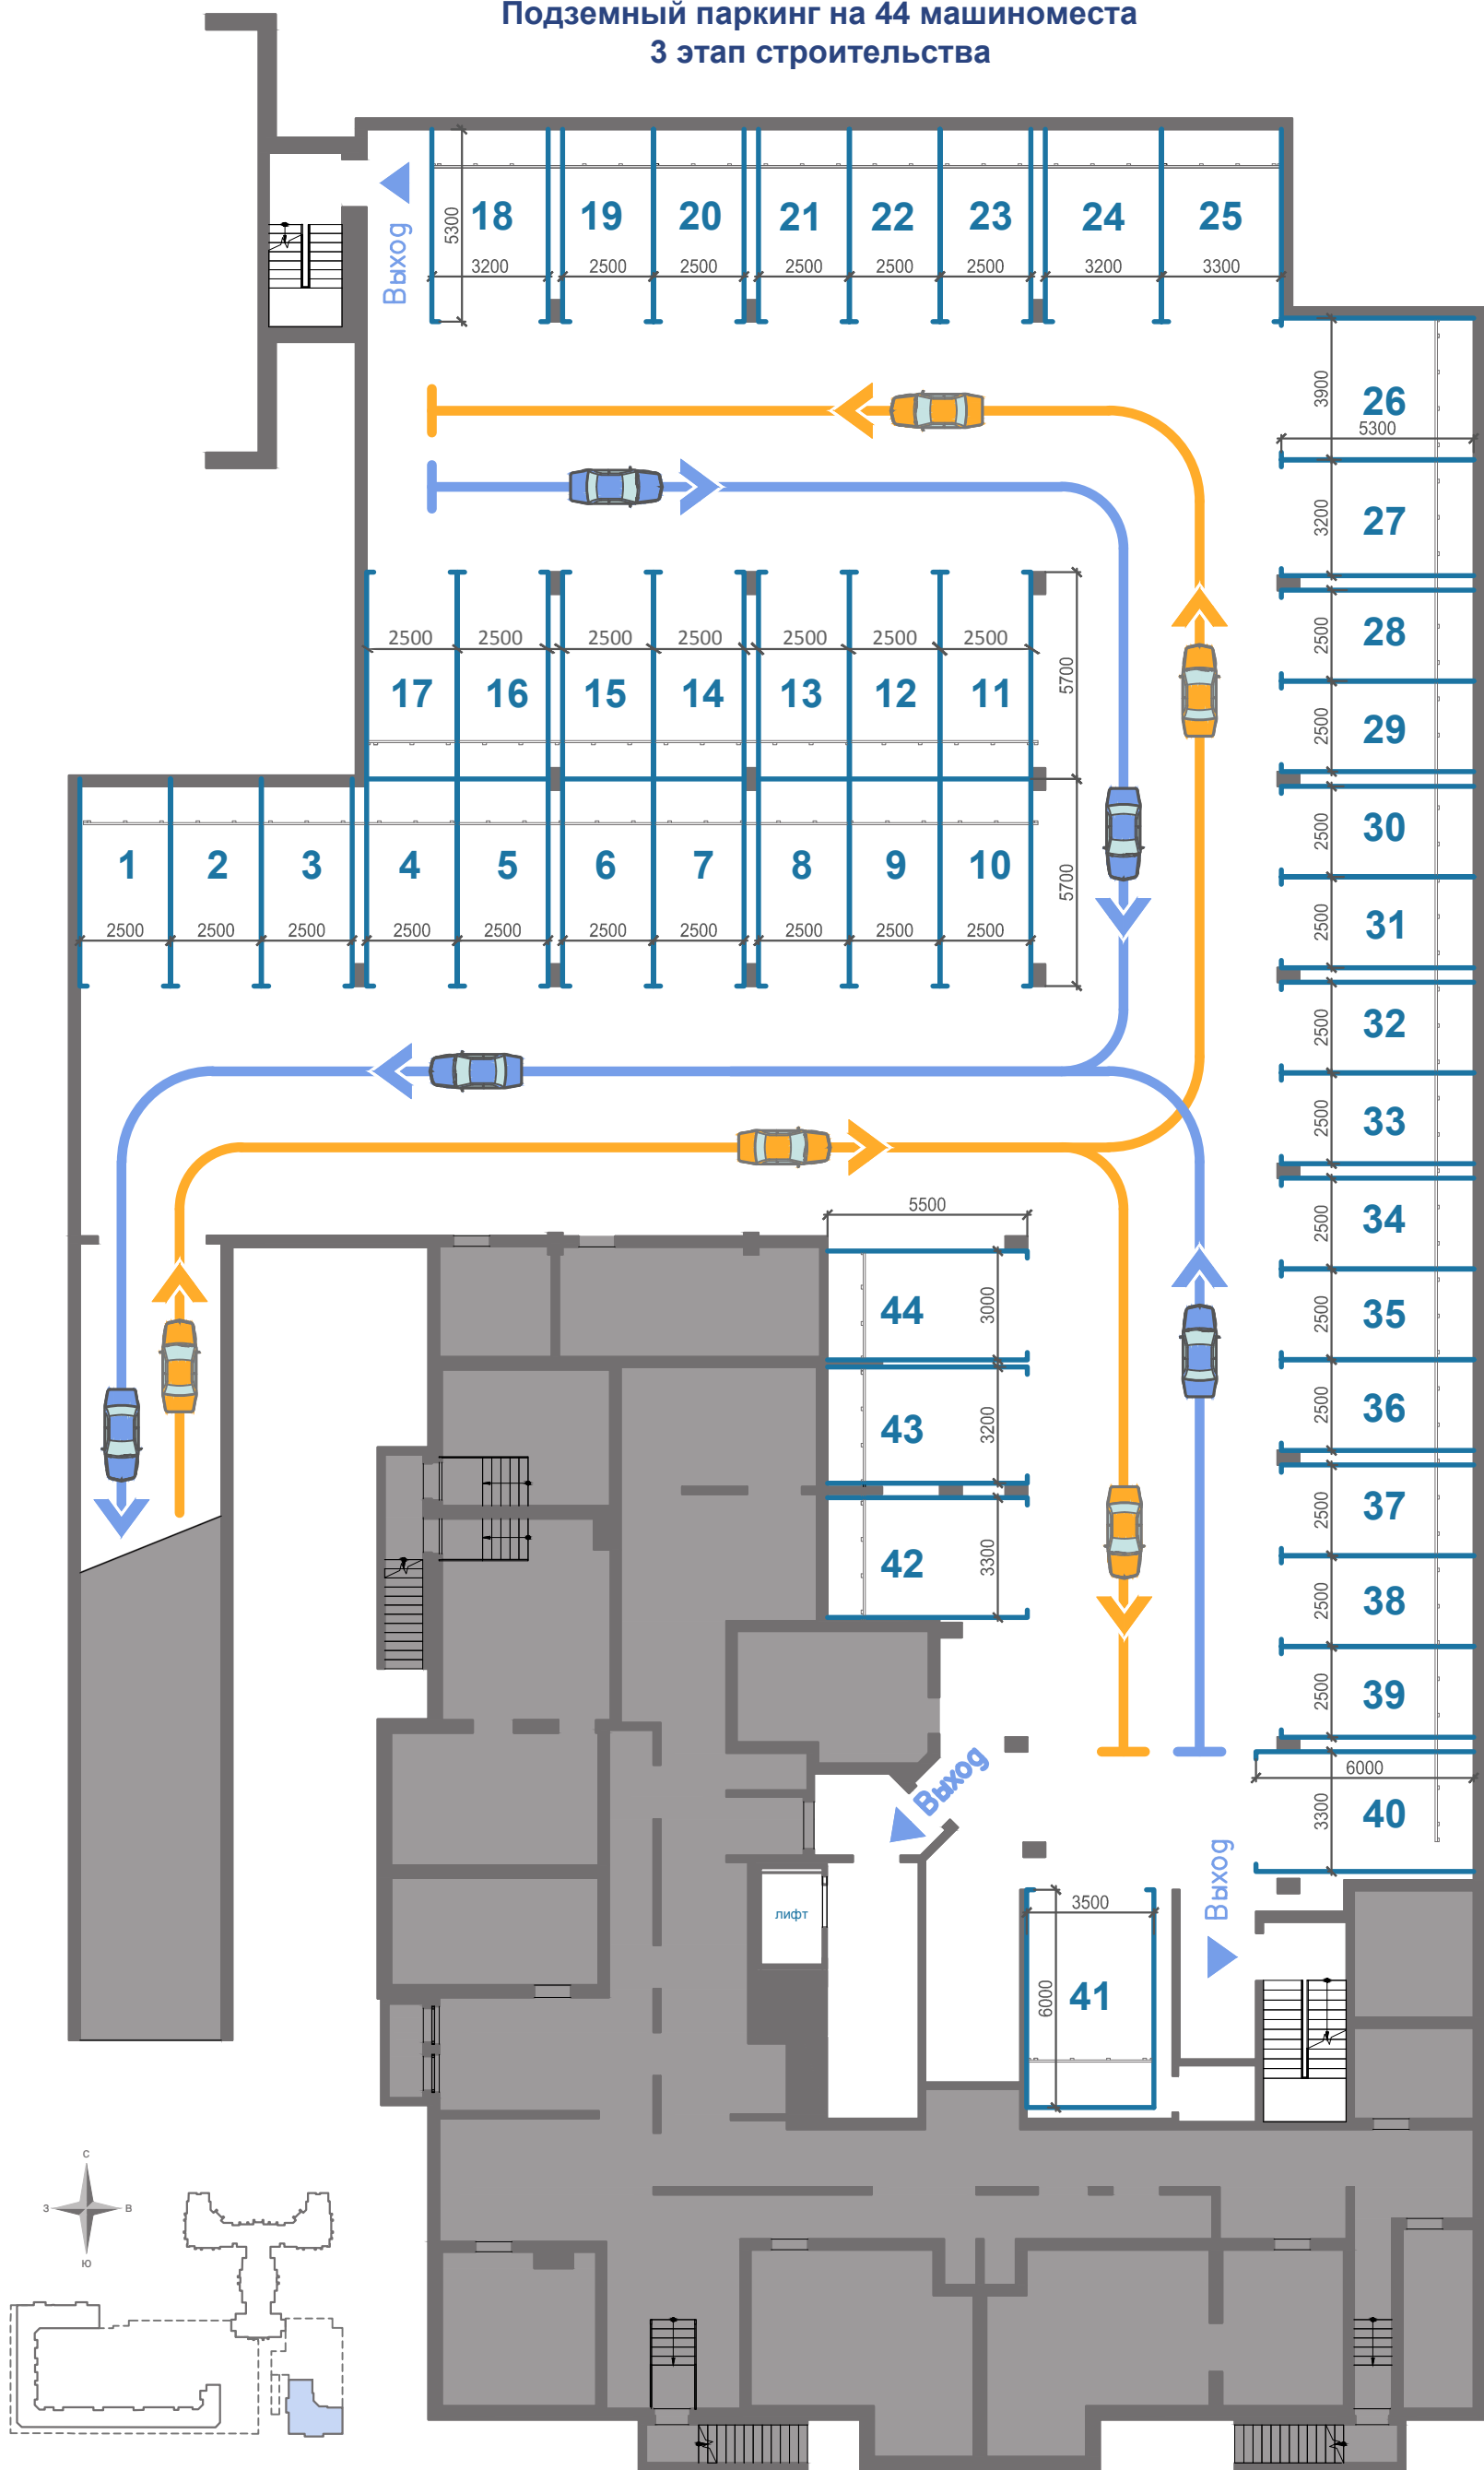 Подземный паркинг на 44 машиноместа
3 этап строительства
Выход
5300
18 19 20 21 22 23 24 25
3200 2500 2500 2500 2500 2500 3200 3300
3900
26
5300
3200
27
2500
28
2500 2500 2500 2500 2500 2500 2500
17 16 15 14 13 12 11
5700
2500
29
2500
30
1 2 3 4 5 6 7 8 9 10
5700
2500 2500 2500 2500 2500 2500 2500 2500 2500 2500
2500
31
2500
32
2500
33
5500
2500
34
44
3000
2500
35
43
3200
2500
36
2500
37
42
3300
2500
38
2500
39
Выход
6000
3300
40
Выход
лифт
3500
6000
41
С
З
В
Ю